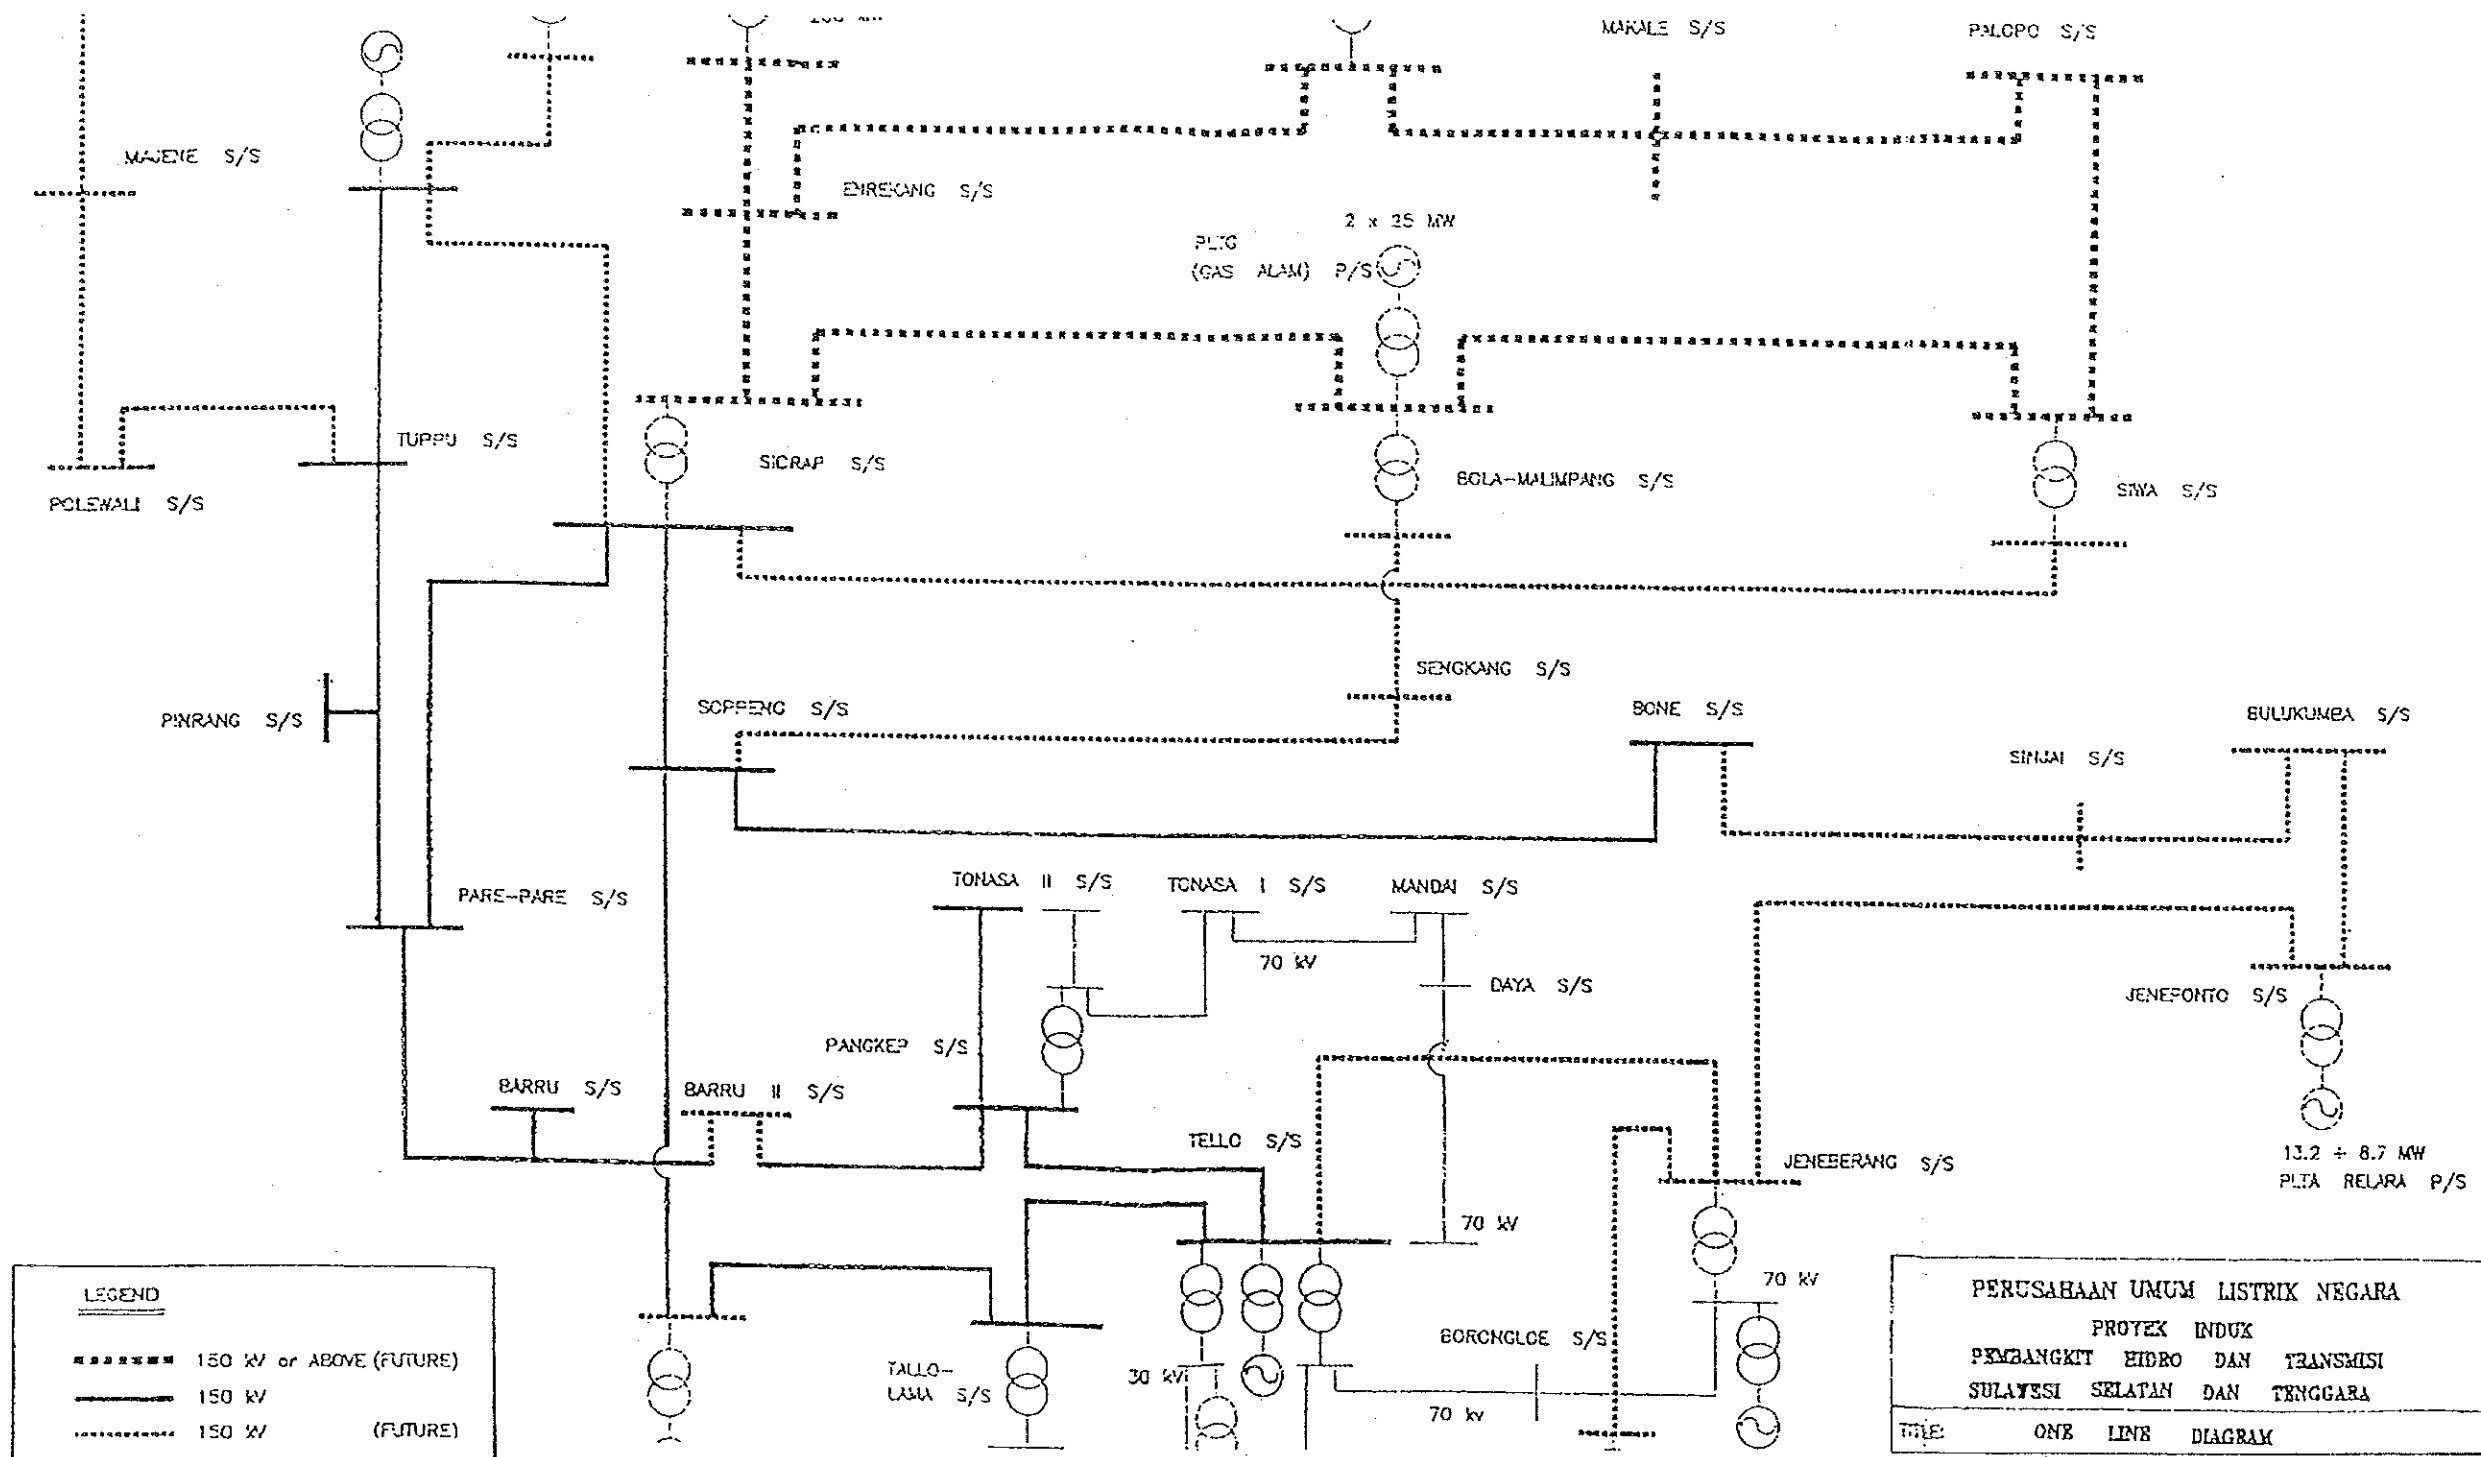 MAKALE S/S
PALOPO S/S
MAJENE S/S
ENREKANG S/S
2 x 25 MW
PLTG
(GAS ALAM) P/S
TUPPU S/S
SIDRAP S/S
BOLA-MALIMPANG S/S
SIWA S/S
POLEWALI S/S
SENGKANG S/S
PINRANG S/S
SOPPENG S/S
BONE S/S
BULUKUMBA S/S
SINJAI S/S
PARE-PARE S/S
TONASA II S/S
TONASA I S/S
MANDAI S/S
70 kV
DAYA S/S
JENEPONTO S/S
PANGKEP S/S
BARRU S/S
BARRU II S/S
TELLO S/S
JENEBERANG S/S
13.2 + 8.7 MW
PLTA RELARA P/S
70 kV
70 kV
BORONGLOE S/S
TALLO-
LAMA S/S
30 kV
70 kv
LEGEND
150 kV or ABOVE (FUTURE)
150 kV
150 kV (FUTURE)
PERUSAHAAN UMUM LISTRIK NEGARA
PROYEK INDUK
PEMBANGKIT HIDRO DAN TRANSMISI
SULAWESI SELATAN DAN TENGGARA
TITLE: ONE LINE DIAGRAM